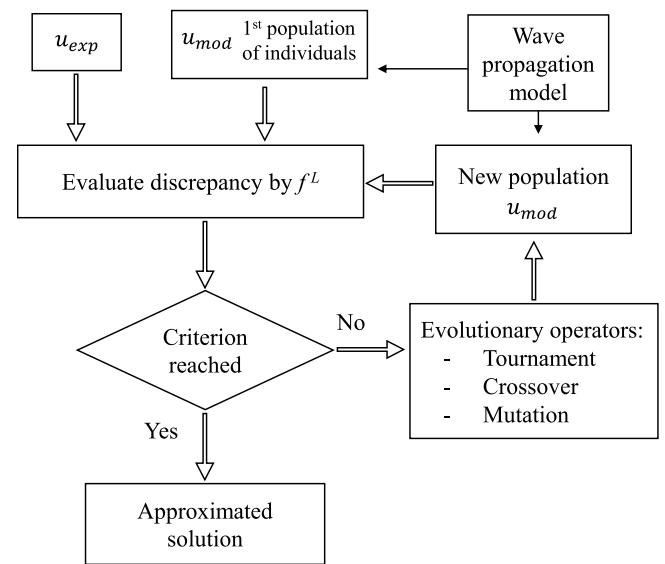 u_exp
u_mod 1st population
of individuals
Wave
propagation
model
Evaluate discrepancy by f^L
New population
u_mod
Criterion
reached
No
Evolutionary operators:
- Tournament
- Crossover
- Mutation
Yes
Approximated
solution